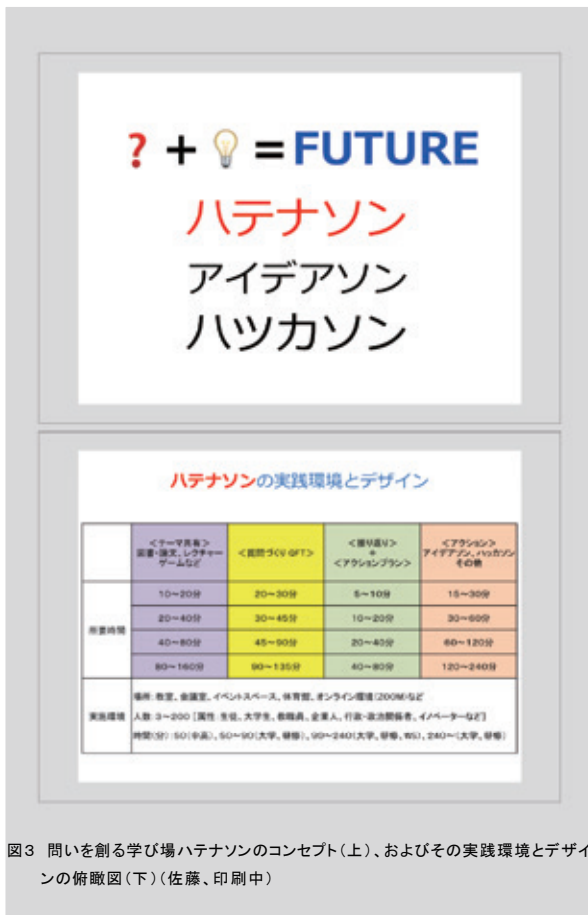 ? + = FUTURE
ハテナソン
アイデアソン
ハツカソン
ハテナソンの実践環境とデザイン
＜テーマ共有＞
図書・論文、レクチャー
ゲームなど
＜質問づくり QFT＞
＜振り返り＞
+
＜アクションプラン＞
＜アクション＞
アイデアソン、ハッカソン
その他
所要時間
10～20分
20～30分
5～10分
15～30分
20～40分
30～45分
10～20分
30～60分
40～80分
45～90分
20～40分
60～120分
80～160分
90～135分
40～80分
120～240分
実施環境
場所: 教室、会議室、イベントスペース、体育館、オンライン環境(ZOOM)など
人数: 3～200 [属性: 生徒、大学生、教職員、企業人、行政・政治関係者、イノベーターなど]
時間(分): 50(中高)、50～90(大学、研修)、90～240(大学、研修、WS)、240～(大学、研修)
図3 問いを創る学び場ハテナソンのコンセプト(上)、およびその実践環境とデザイ
ンの俯瞰図(下)(佐藤、印刷中)